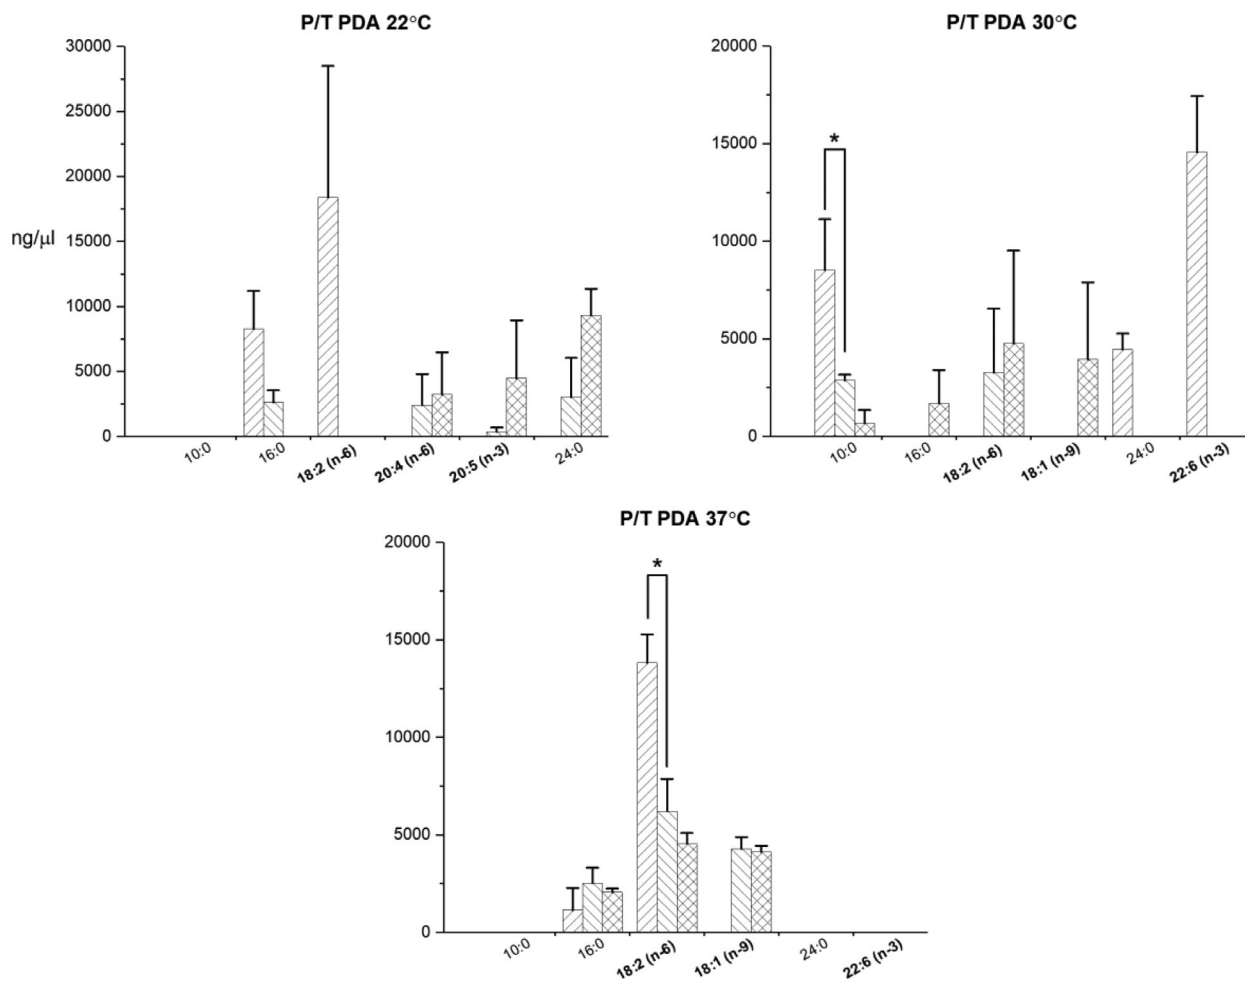 P/T PDA 22°C
30000
25000
20000
15000
10000
5000
0
ng/μl
10:0
16:0
18:2 (n-6)
20:4 (n-6)
20:5 (n-3)
24:0
P/T PDA 30°C
20000
15000
10000
5000
0
*
10:0
16:0
18:2 (n-6)
18:1 (n-9)
24:0
22:6 (n-3)
P/T PDA 37°C
20000
15000
10000
5000
0
*
10:0
16:0
18:2 (n-6)
18:1 (n-9)
24:0
22:6 (n-3)